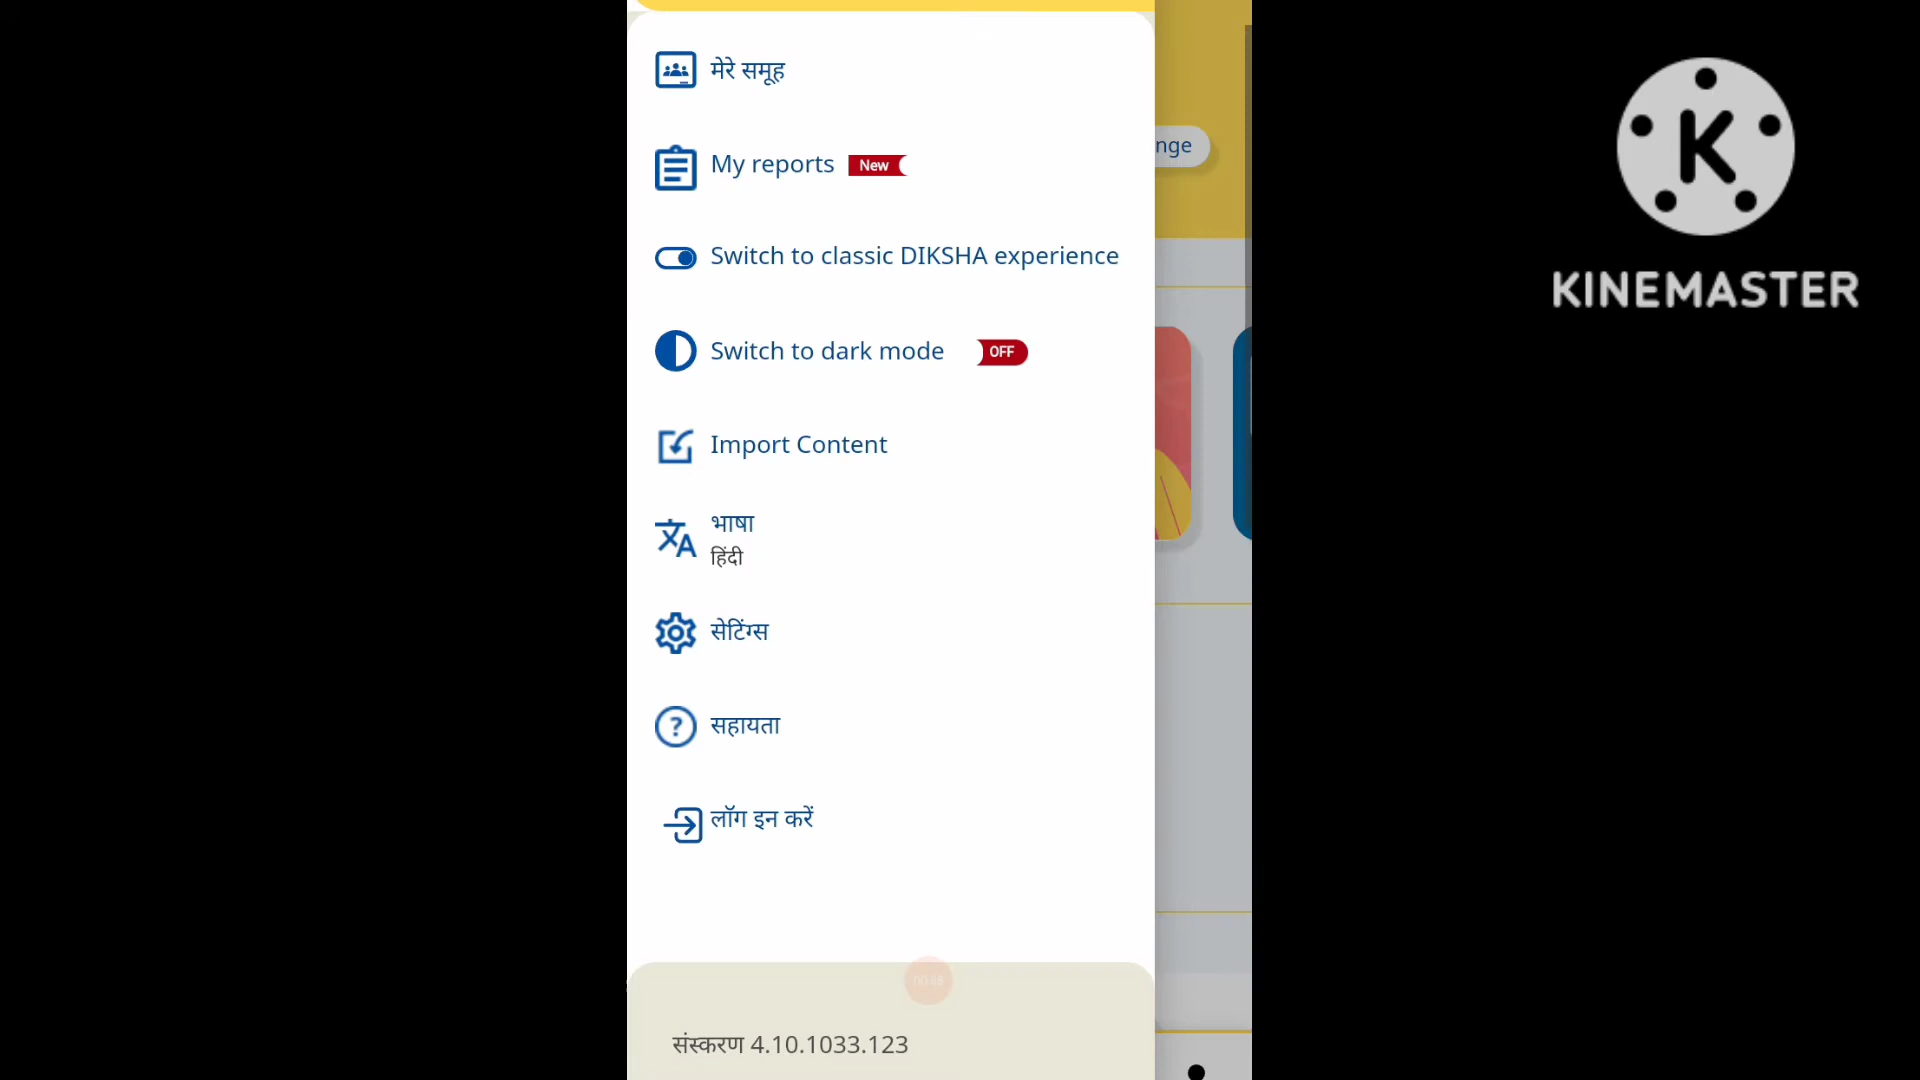 मेरे समूह
My reports New
nge
Switch to classic DIKSHA experience
Switch to dark mode OFF
Import Content
भाषा
हिंदी
सेटिंग्स
सहायता
लॉग इन करें
संस्करण 4.10.1033.123
K
KINEMASTER